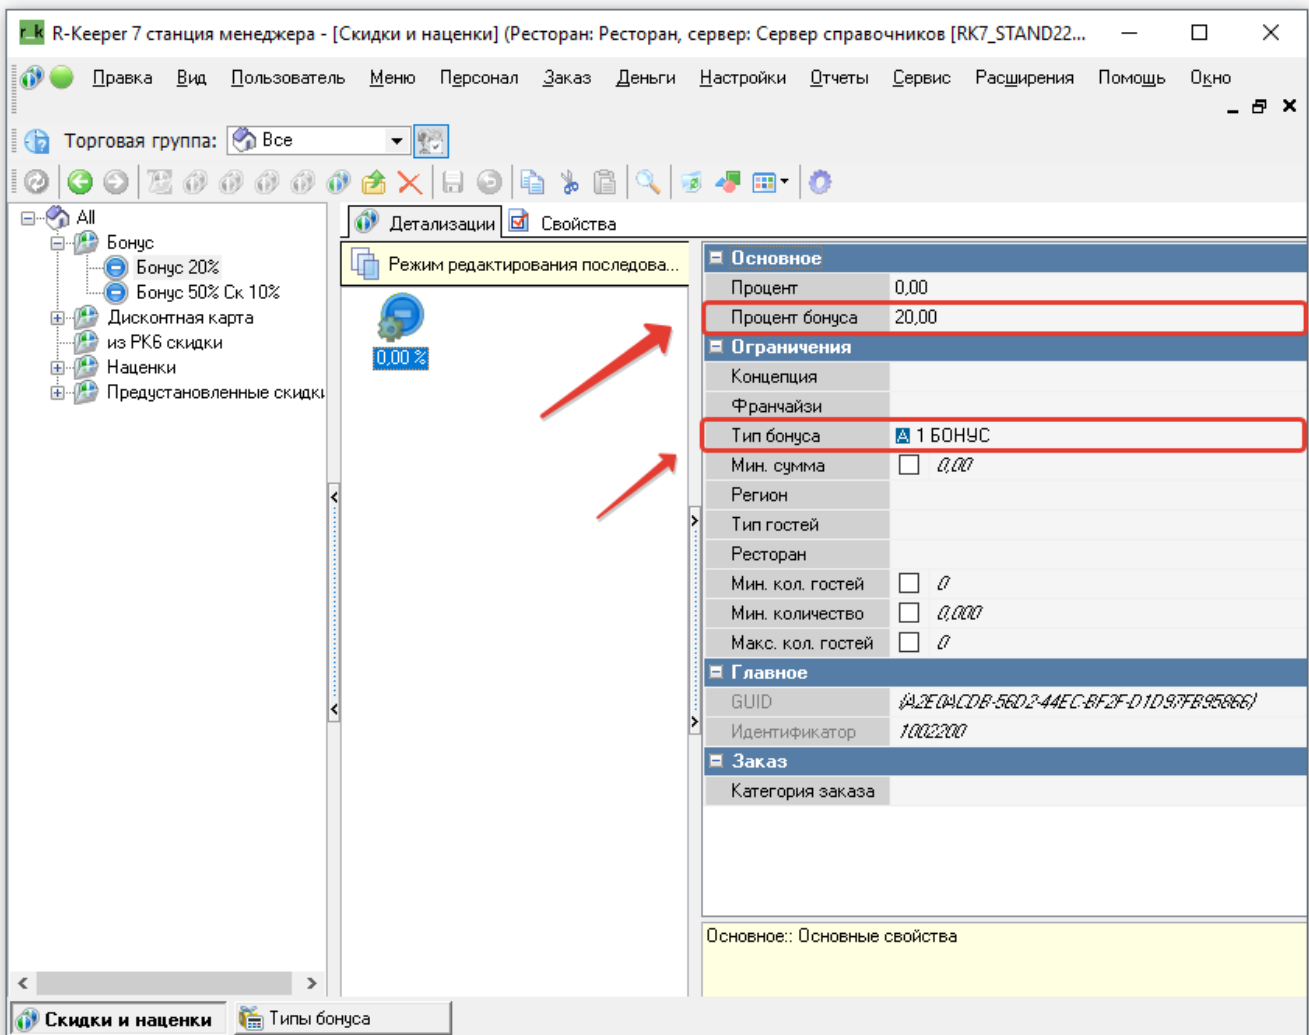 r_k R-Keeper 7 станция менеджера - [Скидки и наценки] (Ресторан: Ресторан, сервер: Сервер справочников [RK7_STAND22...
Правка Вид Пользователь Меню Персонал Заказ Деньги Настройки Отчеты Сервис Расширения Помощь Окно
Торговая группа: Все
All
Бонус
Бонус 20%
Бонус 50% Ск 10%
Дисконтная карта
из РК6 скидки
Наценки
Предустановленные скидки
Детализации Свойства
Режим редактирования последова...
0,00 %
Основное
Процент 0,00
Процент бонуса 20,00
Ограничения
Концепция
Франчайзи
Тип бонуса A 1 БОНУС
Мин. сумма 0,00
Регион
Тип гостей
Ресторан
Мин. кол. гостей 0
Мин. количество 0,000
Макс. кол. гостей 0
Главное
GUID {A2E0ACDB-56D2-44EC-BF2F-D1D97FB95866}
Идентификатор 1002200
Заказ
Категория заказа
Основное:: Основные свойства
Скидки и наценки Типы бонуса